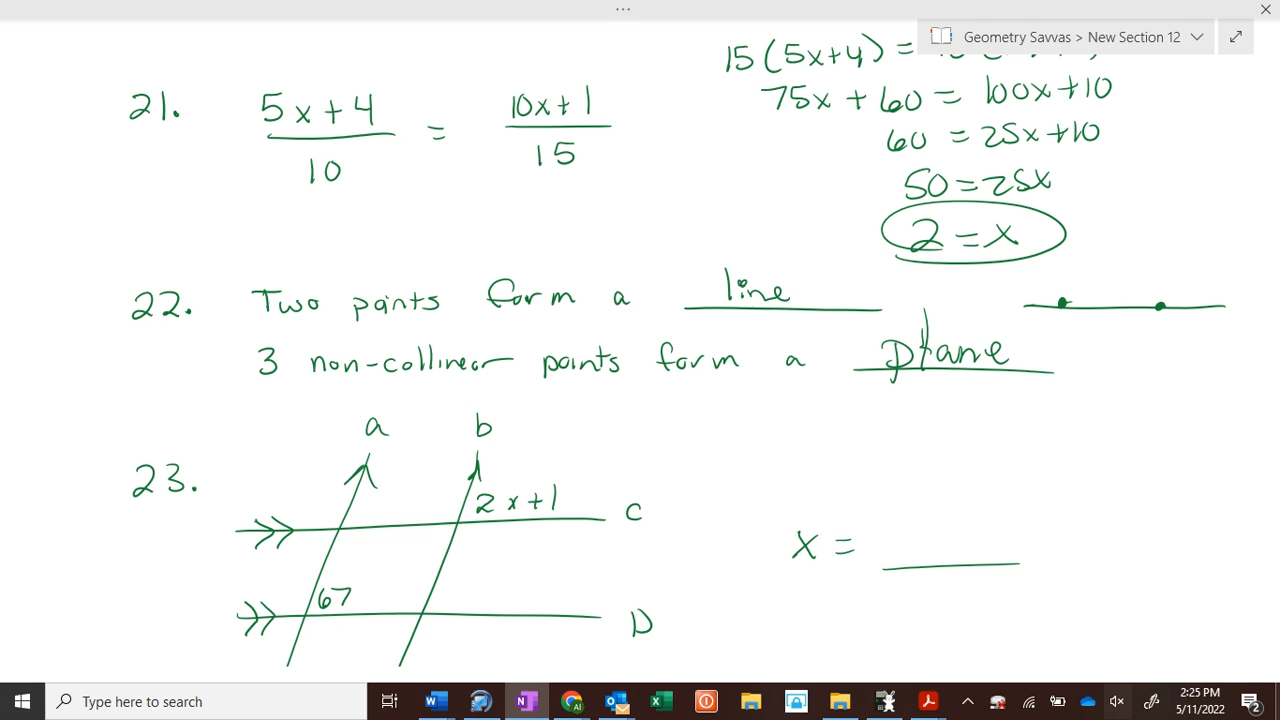 Geometry Savvas > New Section 12
15(5x+4) =
21. 5x+4 / 10 = 10x+1 / 15
75x + 60 = 100x+10
60 = 25x+10
50 = 25x
2 = x
22. Two points form a line
3 non-collinear points form a plane
a b
23. 2x+1 C
x = ____
67 D
Type here to search
2:25 PM
5/11/2022
2